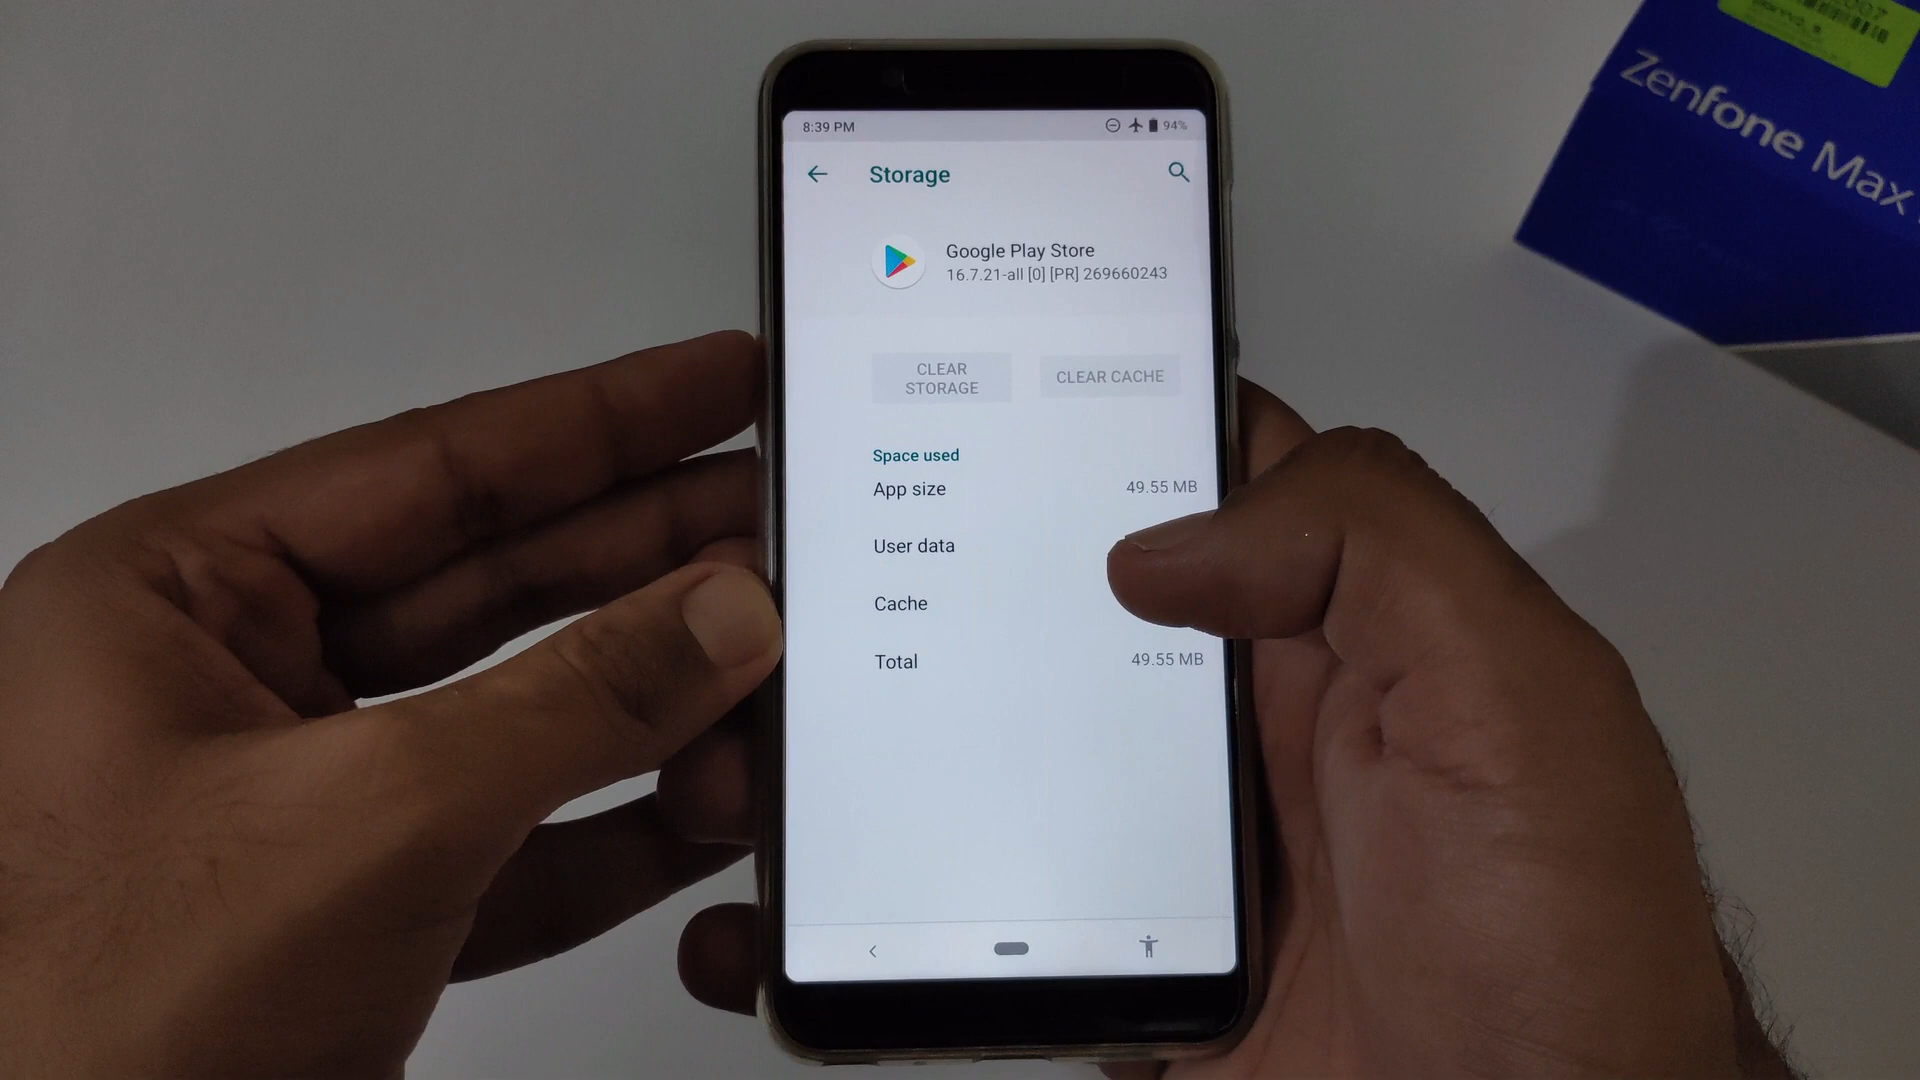 Zenfone Max
8:39 PM
94%
Storage
Google Play Store
16.7.21-all [0] [PR] 269660243
CLEAR
STORAGE
CLEAR CACHE
Space used
App size
49.55 MB
User data
Cache
Total
49.55 MB